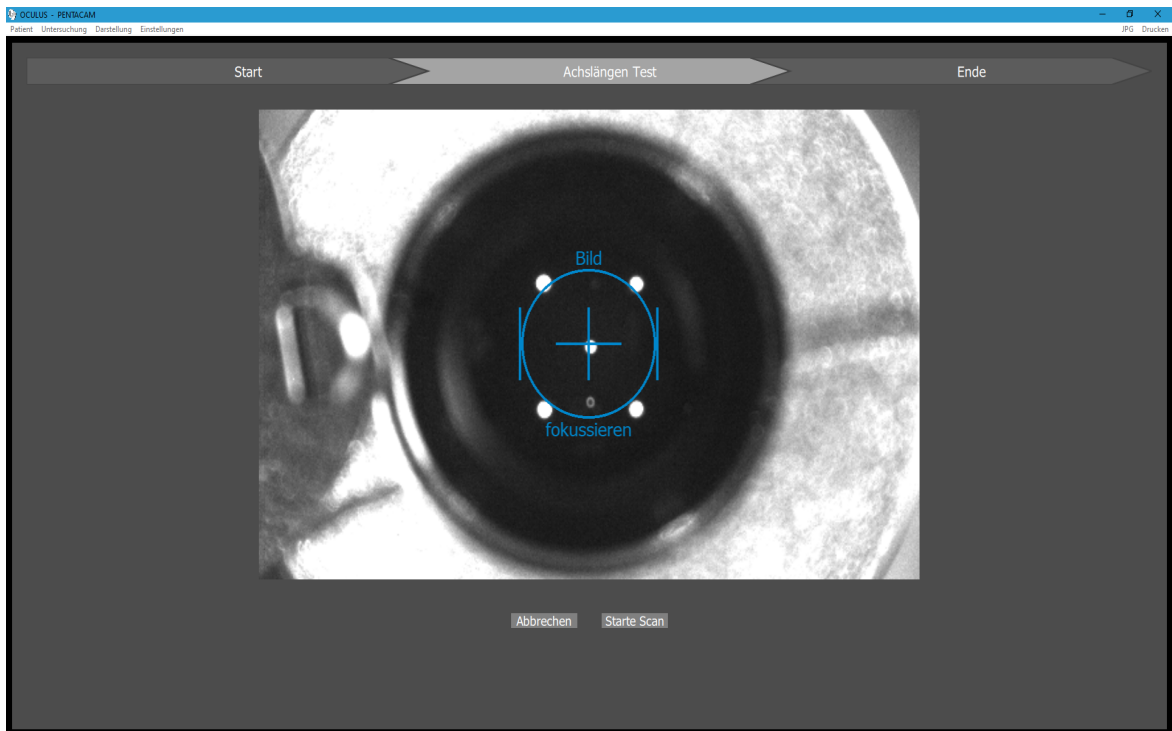 OCULUS - PENTACAM
Patient Untersuchung Darstellung Einstellungen JPG Drucken
Start Achslängen Test Ende
Bild
fokussieren
Abbrechen Starte Scan